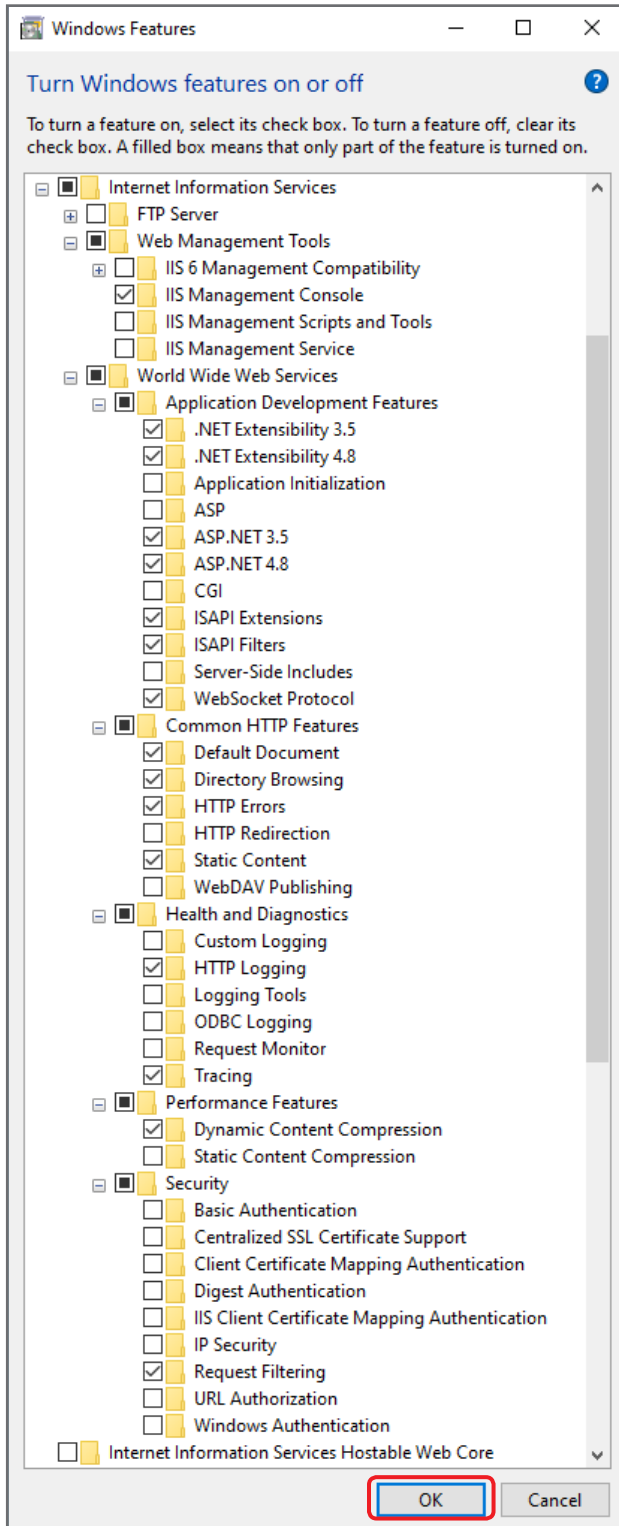 Windows Features
Turn Windows features on or off
To turn a feature on, select its check box. To turn a feature off, clear its
check box. A filled box means that only part of the feature is turned on.
Internet Information Services
FTP Server
Web Management Tools
IIS 6 Management Compatibility
IIS Management Console
IIS Management Scripts and Tools
IIS Management Service
World Wide Web Services
Application Development Features
.NET Extensibility 3.5
.NET Extensibility 4.8
Application Initialization
ASP
ASP.NET 3.5
ASP.NET 4.8
CGI
ISAPI Extensions
ISAPI Filters
Server-Side Includes
WebSocket Protocol
Common HTTP Features
Default Document
Directory Browsing
HTTP Errors
HTTP Redirection
Static Content
WebDAV Publishing
Health and Diagnostics
Custom Logging
HTTP Logging
Logging Tools
ODBC Logging
Request Monitor
Tracing
Performance Features
Dynamic Content Compression
Static Content Compression
Security
Basic Authentication
Centralized SSL Certificate Support
Client Certificate Mapping Authentication
Digest Authentication
IIS Client Certificate Mapping Authentication
IP Security
Request Filtering
URL Authorization
Windows Authentication
Internet Information Services Hostable Web Core
OK Cancel